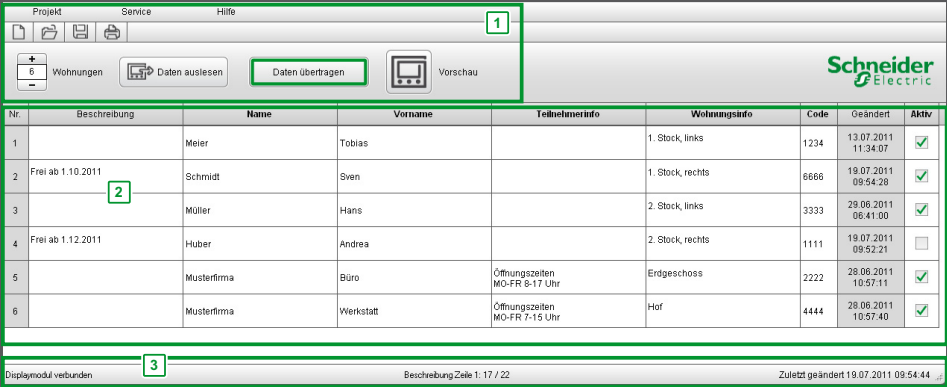 Projekt Service Hilfe
1
+
6 Wohnungen Daten auslesen Daten übertragen Vorschau
−
Schneider
Electric
Nr. Beschreibung Name Vorname Teilnehmerinfo Wohnungsinfo Code Geändert Aktiv
1 Meier Tobias 1. Stock, links 1234 13.07.2011
11:34:07
2 Frei ab 1.10.2011 Schmidt Sven 1. Stock, rechts 6666 19.07.2011
09:54:28
2
3 Müller Hans 2. Stock, links 3333 29.06.2011
06:41:00
4 Frei ab 1.12.2011 Huber Andrea 2. Stock, rechts 1111 19.07.2011
09:52:21
5 Musterfirma Büro Öffnungszeiten Erdgeschoss 2222 28.06.2011
MO-FR 8-17 Uhr 10:57:11
6 Musterfirma Werkstatt Öffnungszeiten Hof 4444 28.06.2011
MO-FR 7-15 Uhr 10:57:40
3
Displaymodul verbunden Beschreibung Zeile 1: 17 / 22 Zuletzt geändert 19.07.2011 09:54:44